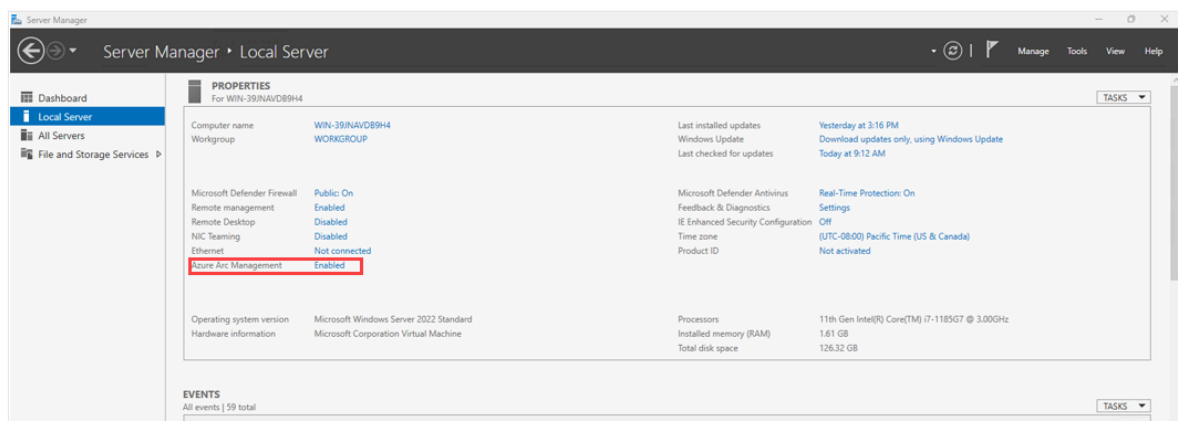 Server Manager
Server Manager ‣ Local Server
Manage Tools View Help
Dashboard
Local Server
All Servers
File and Storage Services
PROPERTIES
For WIN-39JNAVDB9H4
TASKS
Computer name WIN-39JNAVDB9H4
Workgroup WORKGROUP
Last installed updates Yesterday at 3:16 PM
Windows Update Download updates only, using Windows Update
Last checked for updates Today at 9:12 AM
Microsoft Defender Firewall Public: On
Remote management Enabled
Remote Desktop Disabled
NIC Teaming Disabled
Ethernet Not connected
Azure Arc Management Enabled
Microsoft Defender Antivirus Real-Time Protection: On
Feedback & Diagnostics Settings
IE Enhanced Security Configuration Off
Time zone (UTC-08:00) Pacific Time (US & Canada)
Product ID Not activated
Operating system version Microsoft Windows Server 2022 Standard
Hardware information Microsoft Corporation Virtual Machine
Processors 11th Gen Intel(R) Core(TM) i7-1185G7 @ 3.00GHz
Installed memory (RAM) 1.61 GB
Total disk space 126.32 GB
EVENTS
All events | 59 total
TASKS